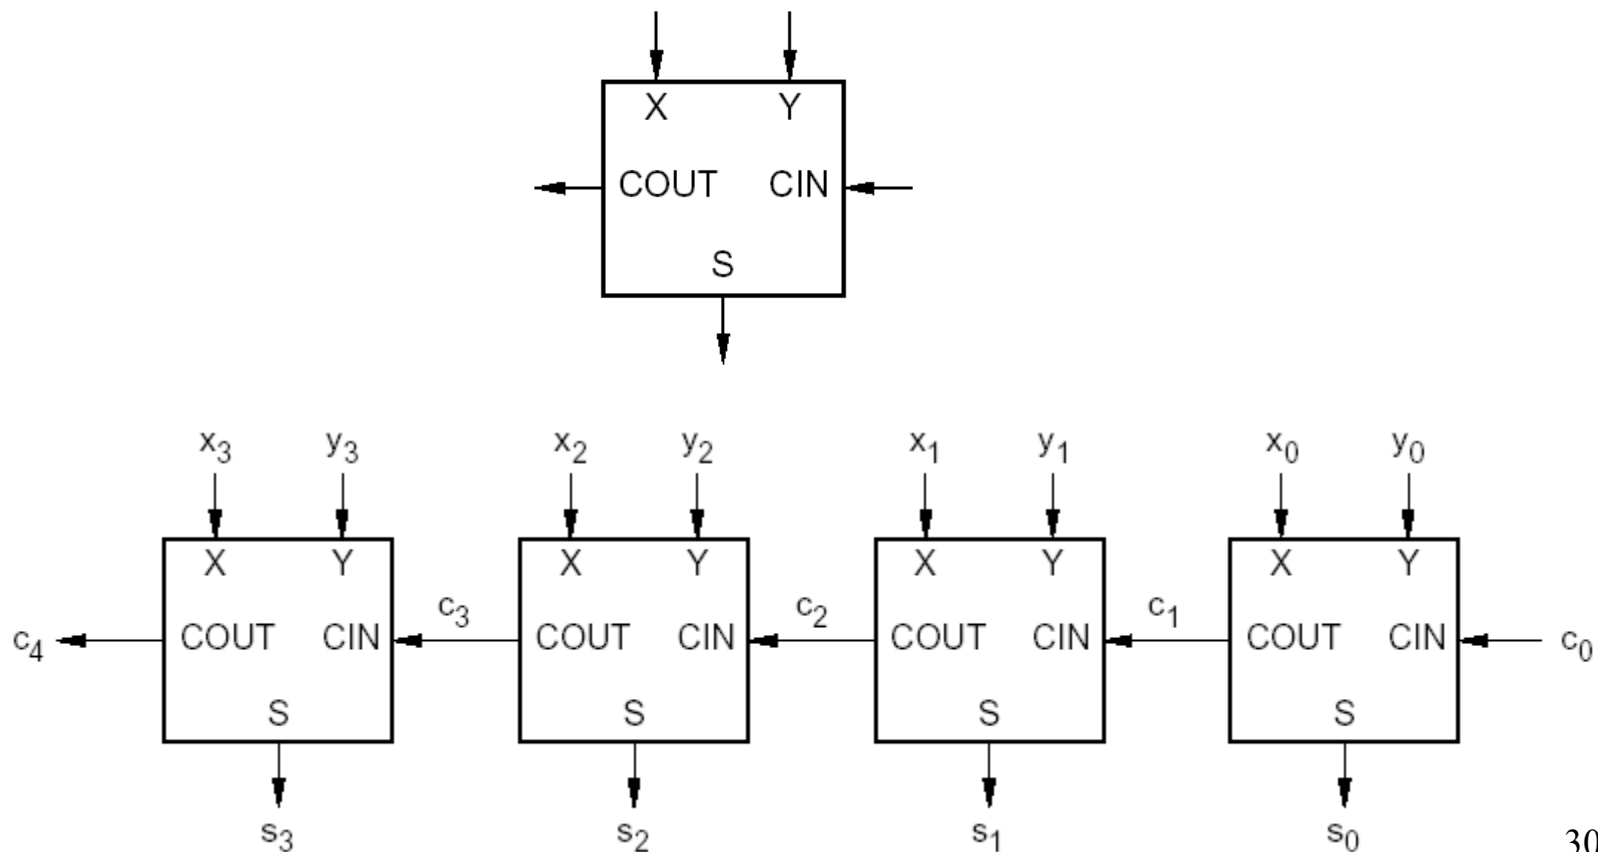 X Y
COUT CIN
S
x3 y3 x2 y2 x1 y1 x0 y0
X Y X Y X Y X Y
c4 COUT CIN c3 COUT CIN c2 COUT CIN c1 COUT CIN c0
S S S S
s3 s2 s1 s0
30